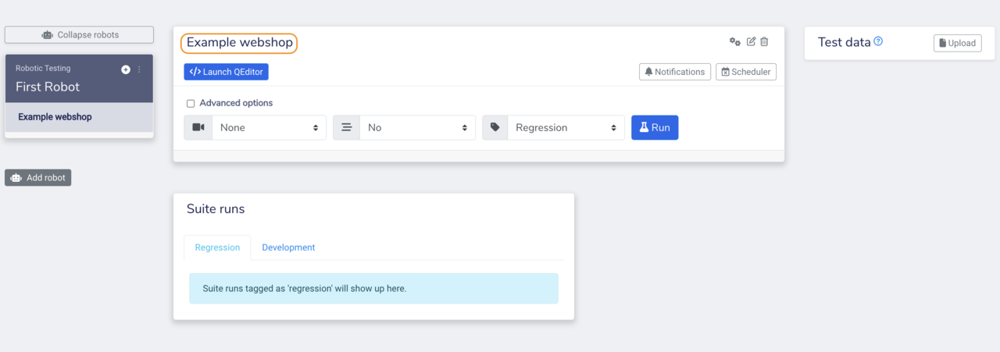 Collapse robots
Robotic Testing
First Robot
Example webshop
Add robot
Example webshop
</> Launch QEditor
Notifications
Scheduler
Advanced options
None
No
Regression
Run
Suite runs
Regression
Development
Suite runs tagged as 'regression' will show up here.
Test data
Upload